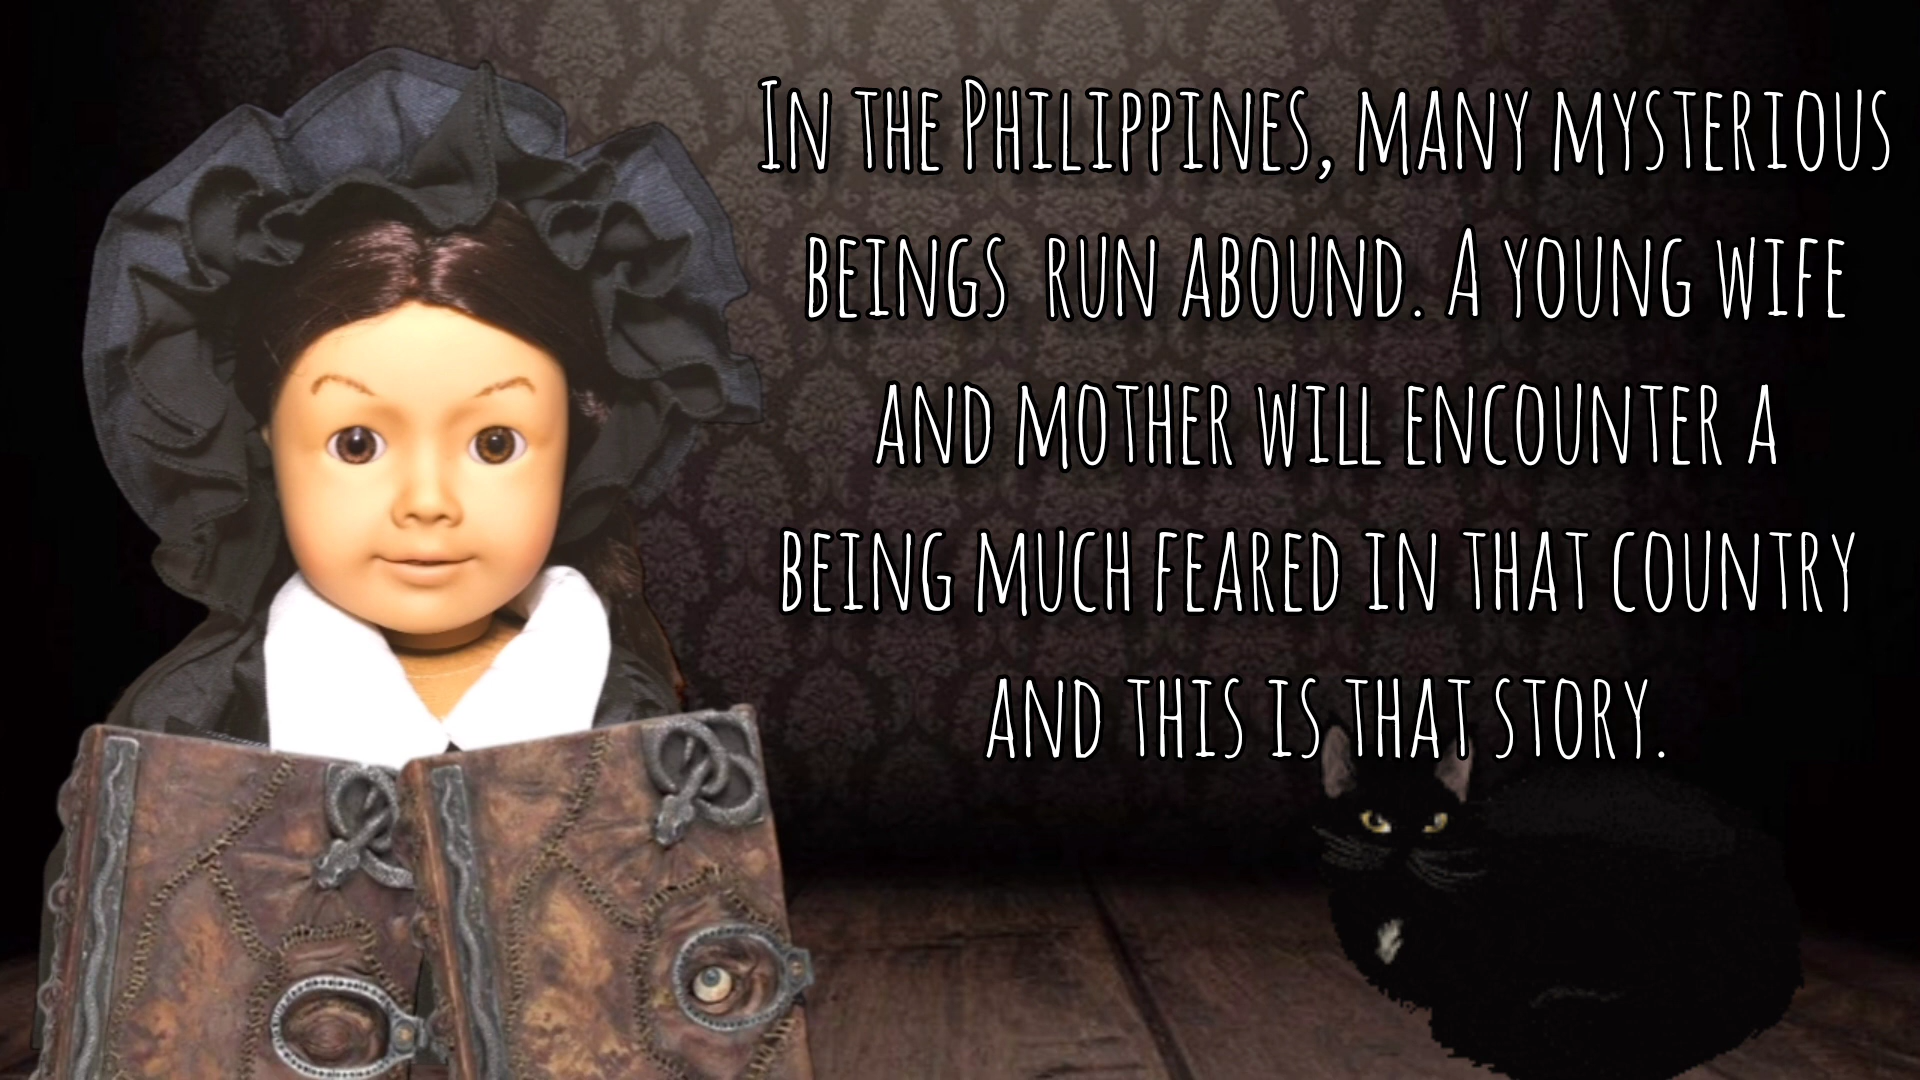 In the Philippines, many mysterious
beings run abound. A young wife
and mother will encounter a
being much feared in that country
and this is that story.